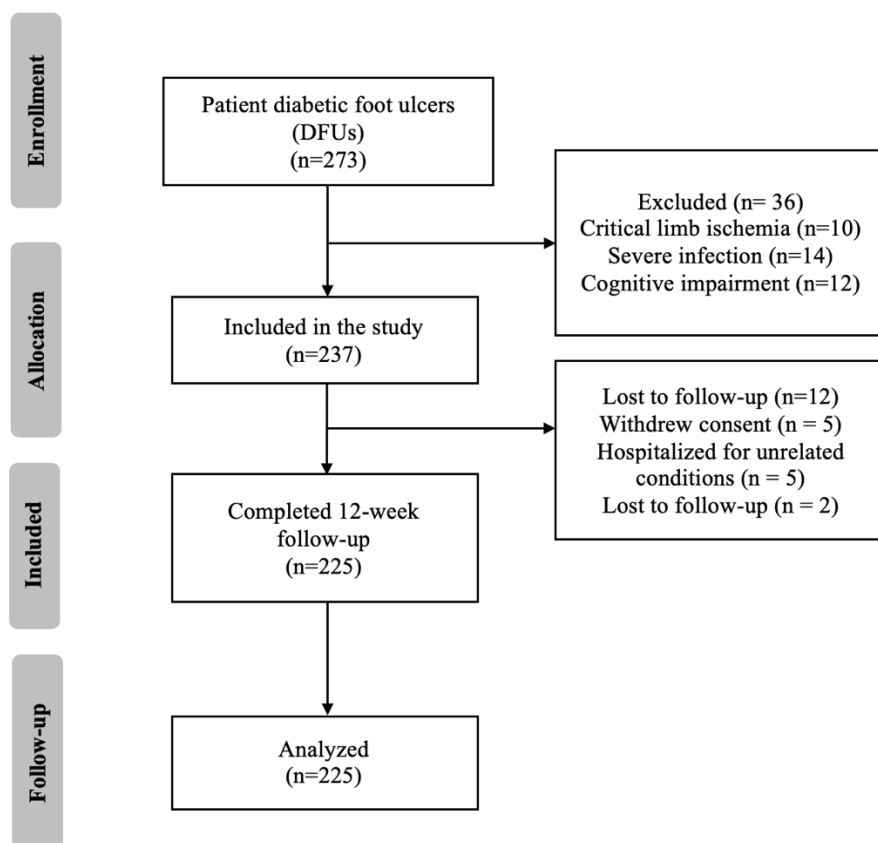 Enrollment
Patient diabetic foot ulcers
(DFUs)
(n=273)
Excluded (n= 36)
Critical limb ischemia (n=10)
Severe infection (n=14)
Cognitive impairment (n=12)
Allocation
Included in the study
(n=237)
Lost to follow-up (n=12)
Withdrew consent (n = 5)
Hospitalized for unrelated
conditions (n = 5)
Lost to follow-up (n = 2)
Included
Completed 12-week
follow-up
(n=225)
Follow-up
Analyzed
(n=225)